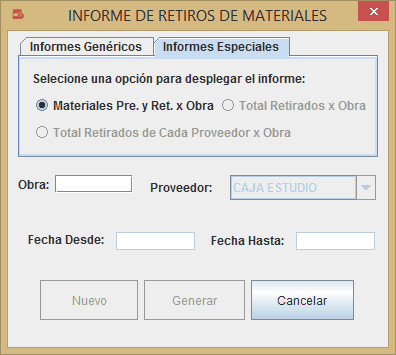 INFORME DE RETIROS DE MATERIALES
Informes Genéricos Informes Especiales
Selecione una opción para desplegar el informe:
Materiales Pre. y Ret. x Obra Total Retirados x Obra
Total Retirados de Cada Proveedor x Obra
Obra: Proveedor: CAJA ESTUDIO
Fecha Desde: Fecha Hasta:
Nuevo Generar Cancelar